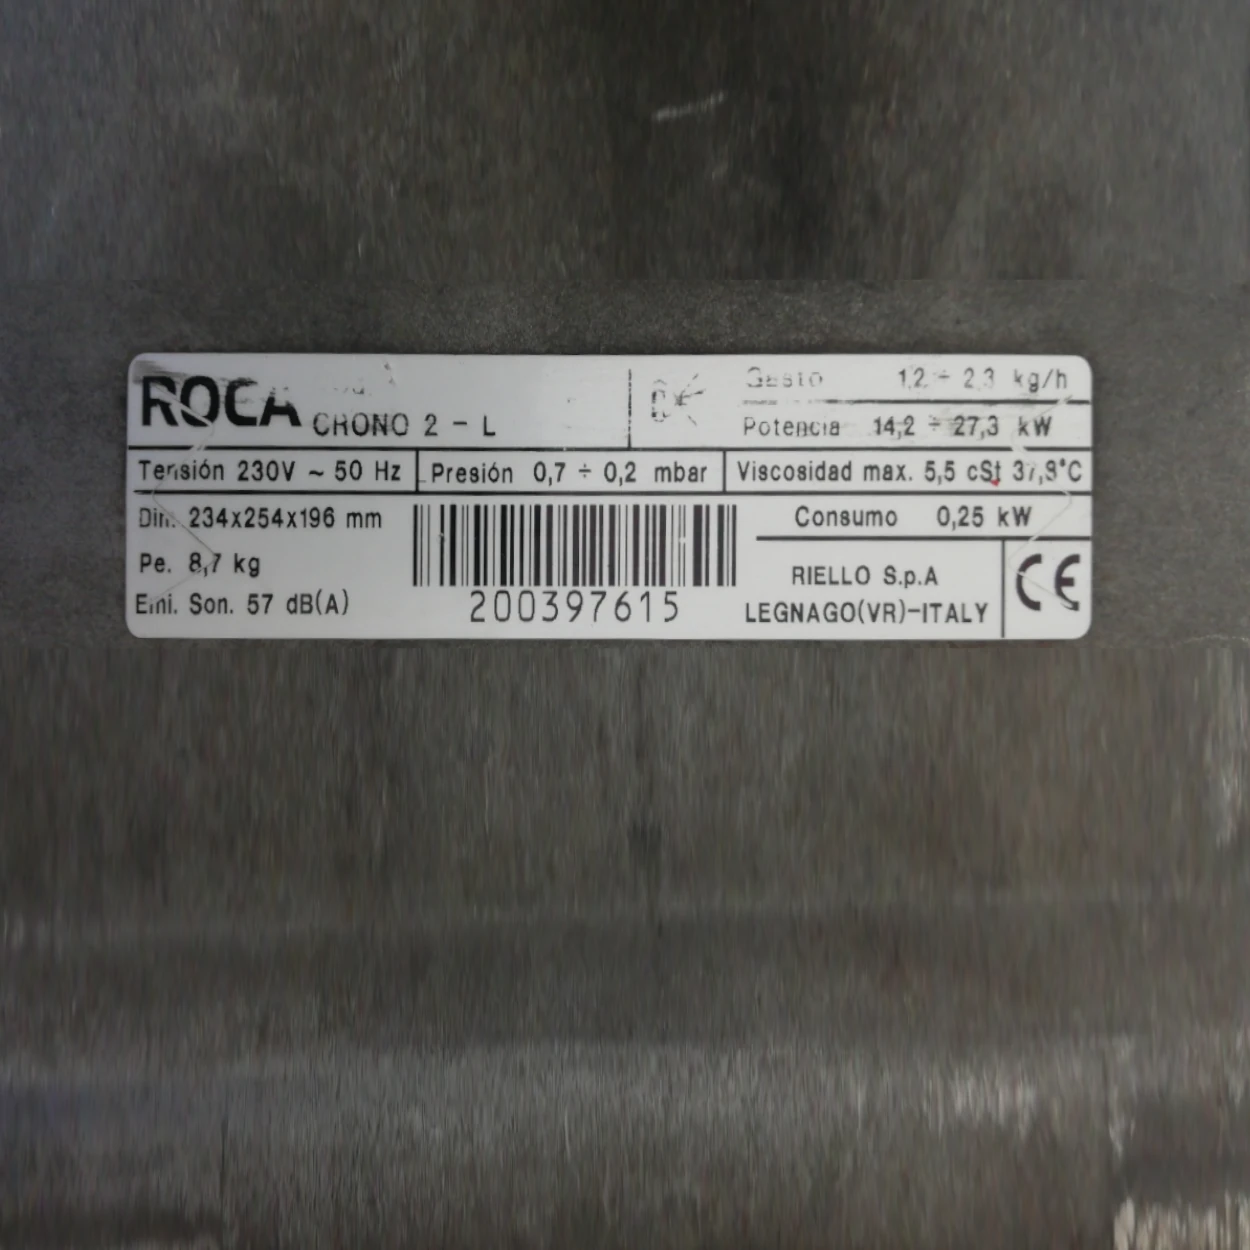 ROCA CRONO 2 - L
1,2 ÷ 2,3 kg/h
Potencia 14,2 ÷ 27,3 kW
Tensión 230V ~ 50 Hz
Presión 0,7 ÷ 0,2 mbar
Viscosidad max. 5,5 cSt 37,8°C
Dim. 234x254x196 mm
Consumo 0,25 kW
Pe. 8,7 kg
Emi. Son. 57 dB(A)
200397615
RIELLO S.p.A
LEGNAGO(VR)-ITALY
CE